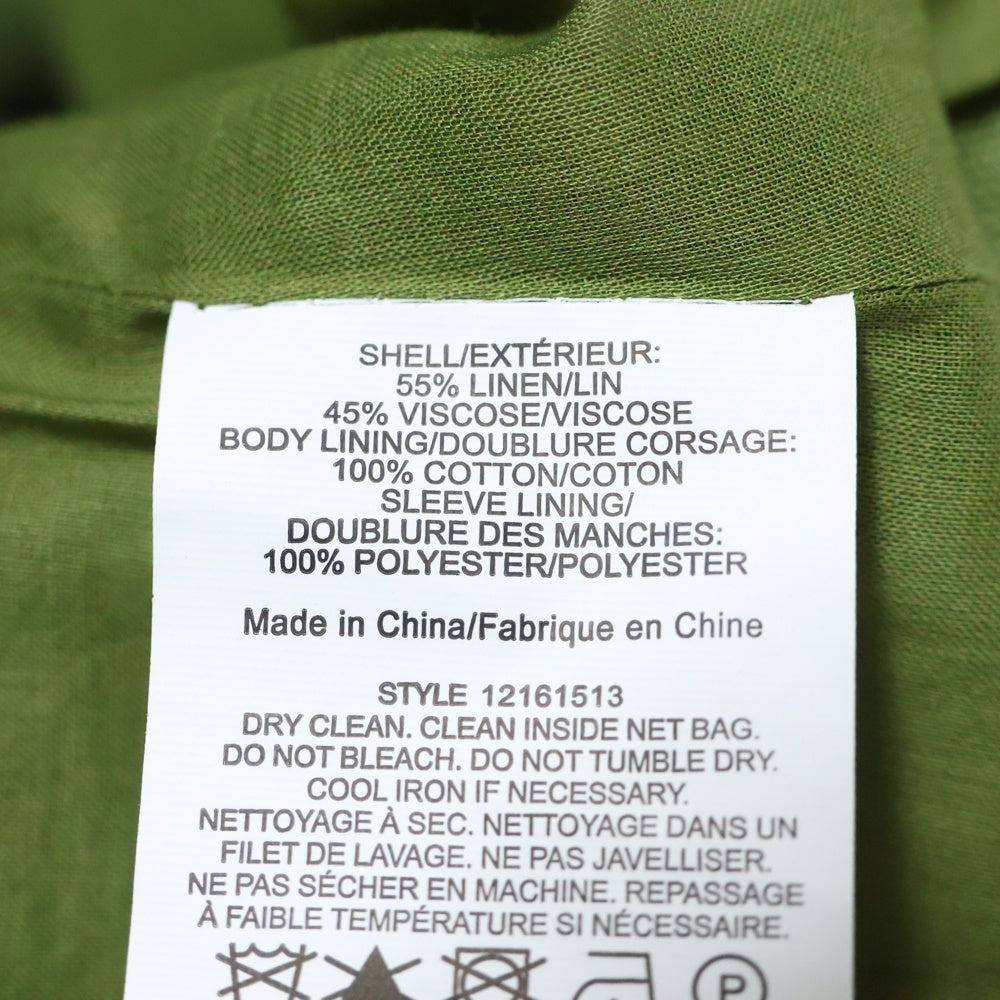 SHELL/EXTÉRIEUR:
55% LINEN/LIN
45% VISCOSE/VISCOSE
BODY LINING/DOUBLURE CORSAGE:
100% COTTON/COTON
SLEEVE LINING/
DOUBLURE DES MANCHES:
100% POLYESTER/POLYESTER
Made in China/Fabrique en Chine
STYLE 12161513
DRY CLEAN. CLEAN INSIDE NET BAG.
DO NOT BLEACH. DO NOT TUMBLE DRY.
COOL IRON IF NECESSARY.
NETTOYAGE À SEC. NETTOYAGE DANS UN
FILET DE LAVAGE. NE PAS JAVELLISER.
NE PAS SÉCHER EN MACHINE. REPASSAGE
À FAIBLE TEMPÉRATURE SI NÉCESSAIRE.
P